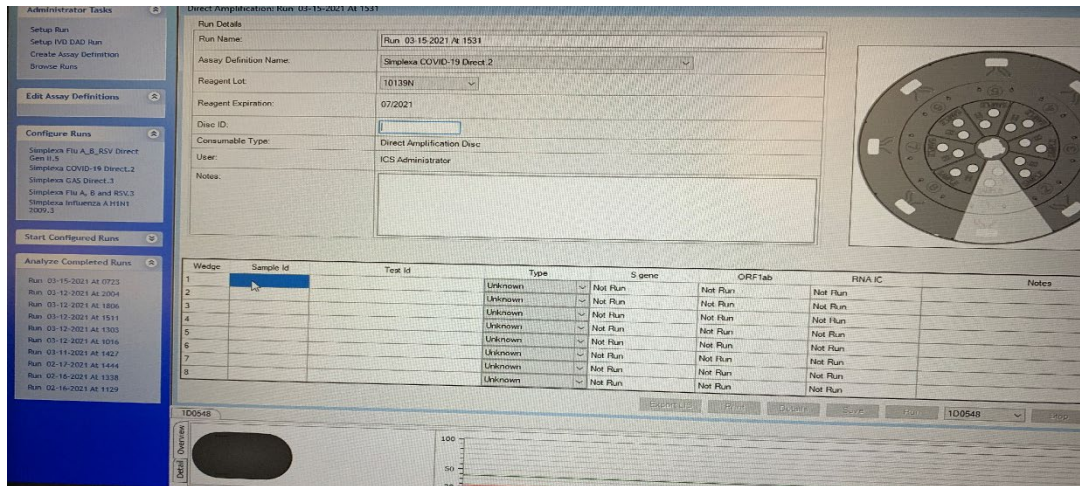 Administrator Tasks
Setup Run
Setup IVD DAD Run
Create Assay Definition
Browse Runs
Edit Assay Definitions
Configure Runs
Simplexa Flu A_B_RSV Direct
Gen II.5
Simplexa COVID-19 Direct.2
Simplexa GAS Direct.3
Simplexa Flu A, B and RSV.3
Simplexa Influenza A H1N1
2009.3
Start Configured Runs
Analyze Completed Runs
Run 03-15-2021 At 0723
Run 03-12-2021 At 2004
Run 03-12-2021 At 1806
Run 03-12-2021 At 1511
Run 03-12-2021 At 1303
Run 03-12-2021 At 1016
Run 03-11-2021 At 1427
Run 02-17-2021 At 1444
Run 02-16-2021 At 1338
Run 02-16-2021 At 1129
Direct Amplification: Run 03-15-2021 At 1531
Run Details
Run Name: Run 03-15-2021 At 1531
Assay Definition Name: Simplexa COVID-19 Direct.2
Reagent Lot: 10139N
Reagent Expiration: 07/2021
Disc ID:
Consumable Type: Direct Amplification Disc
User: ICS Administrator
Notes:
Wedge Sample Id Test Id Type S gene ORF1ab RNA IC Notes
1 Unknown Not Run Not Run Not Run
2 Unknown Not Run Not Run Not Run
3 Unknown Not Run Not Run Not Run
4 Unknown Not Run Not Run Not Run
5 Unknown Not Run Not Run Not Run
6 Unknown Not Run Not Run Not Run
7 Unknown Not Run Not Run Not Run
8 Unknown Not Run Not Run Not Run
Export LIS Print Details Save Run 1D0548 Stop
1D0548
Overview
Detail
100
50